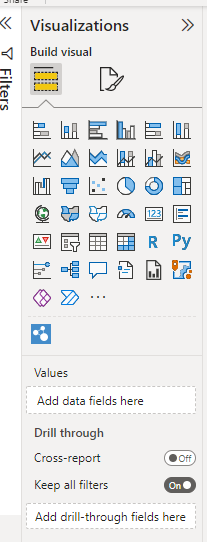 Share
Visualizations
Filters
Build visual
123
R
Py
Values
Add data fields here
Drill through
Cross-report
Off
Keep all filters
On
Add drill-through fields here